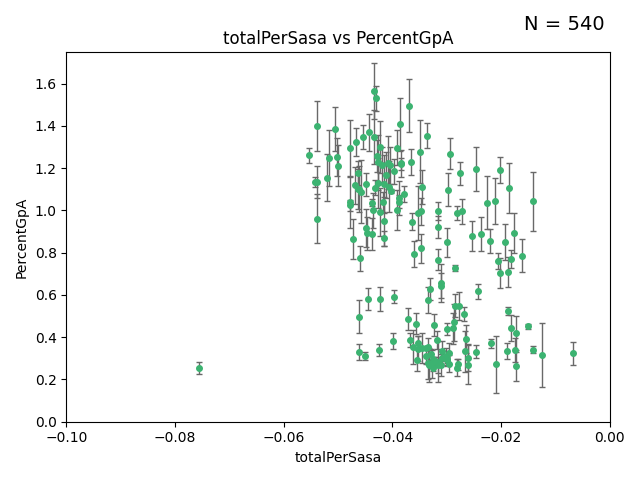 N = 540
totalPerSasa vs PercentGpA
PercentGpA
1.6
1.4
1.2
1.0
0.8
0.6
0.4
0.2
0.0
−0.10 −0.08 −0.06 −0.04 −0.02 0.00
totalPerSasa